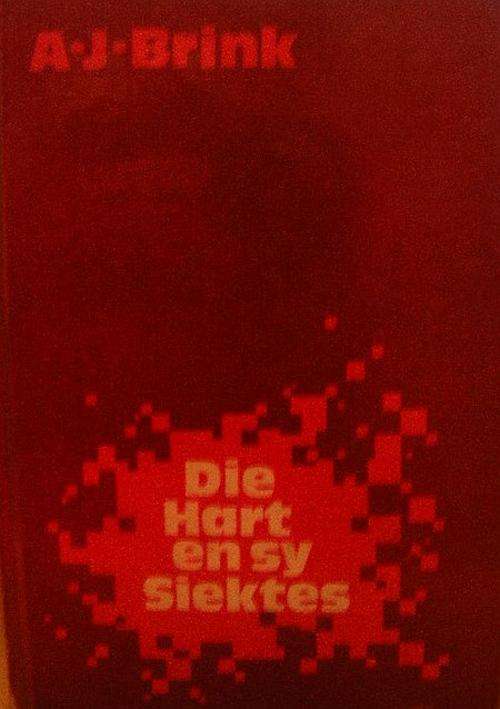 A·J·Brink
Die
Hart
en sy
Siektes